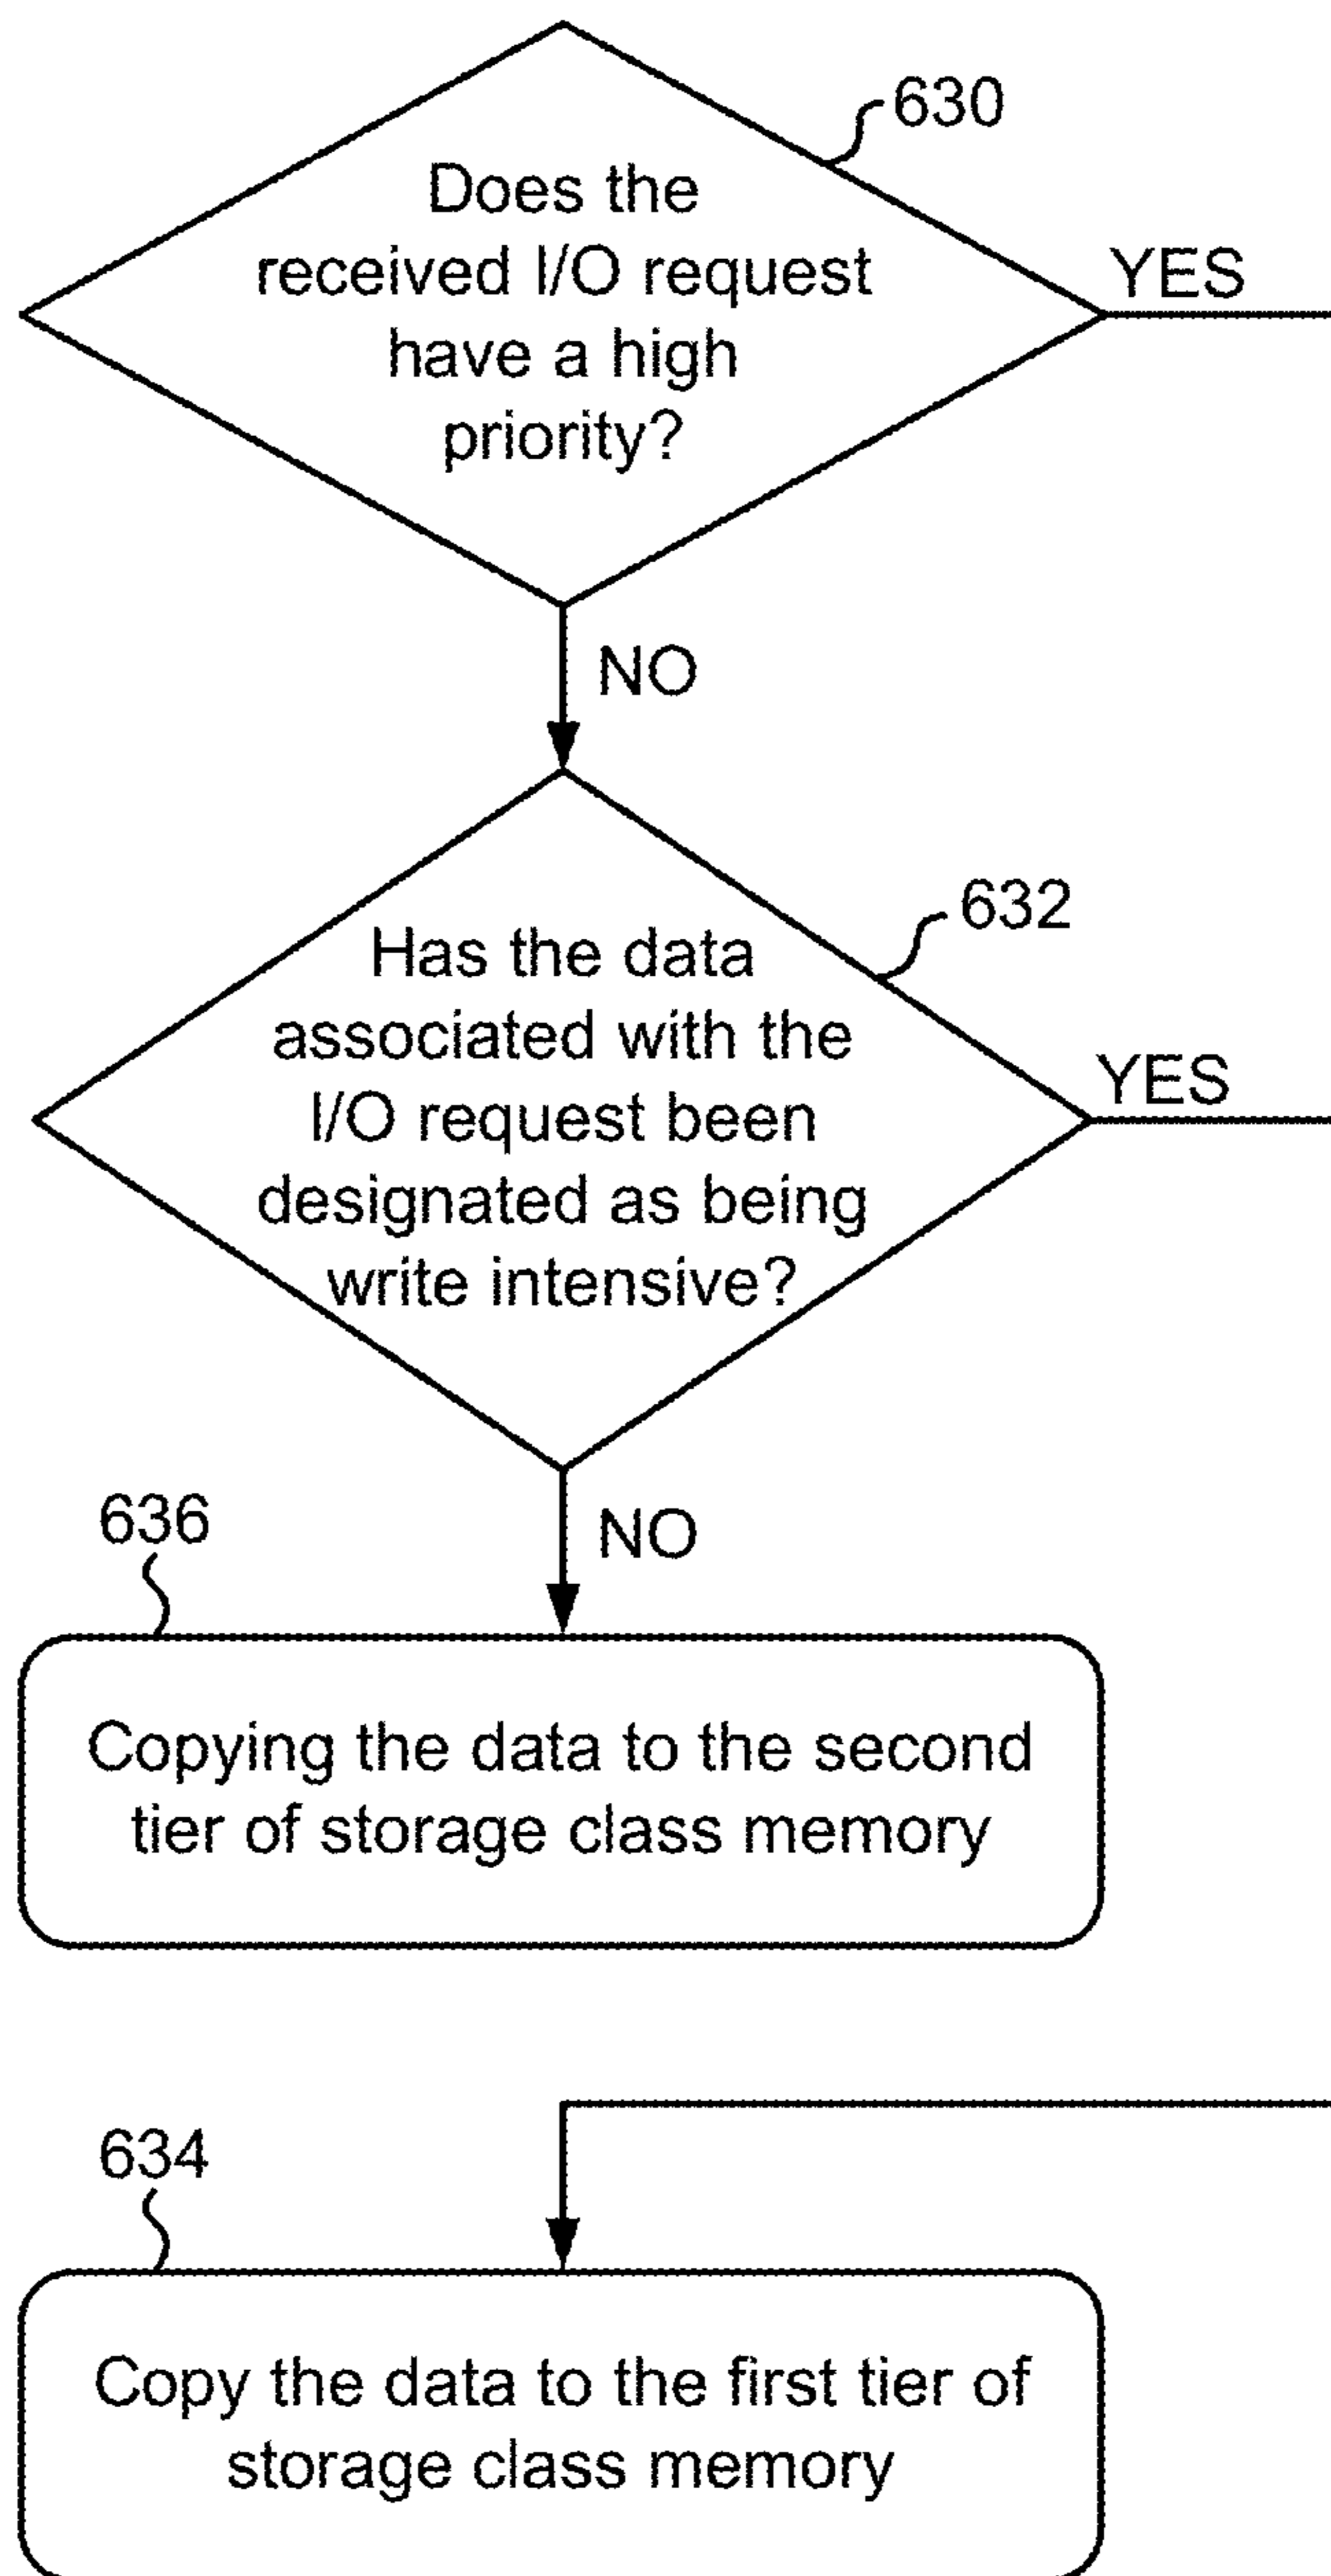 630
Does the
received I/O request
have a high
priority?
YES
NO
632
Has the data
associated with the
I/O request been
designated as being
write intensive?
YES
NO
636
Copying the data to the second
tier of storage class memory
634
Copy the data to the first tier of
storage class memory